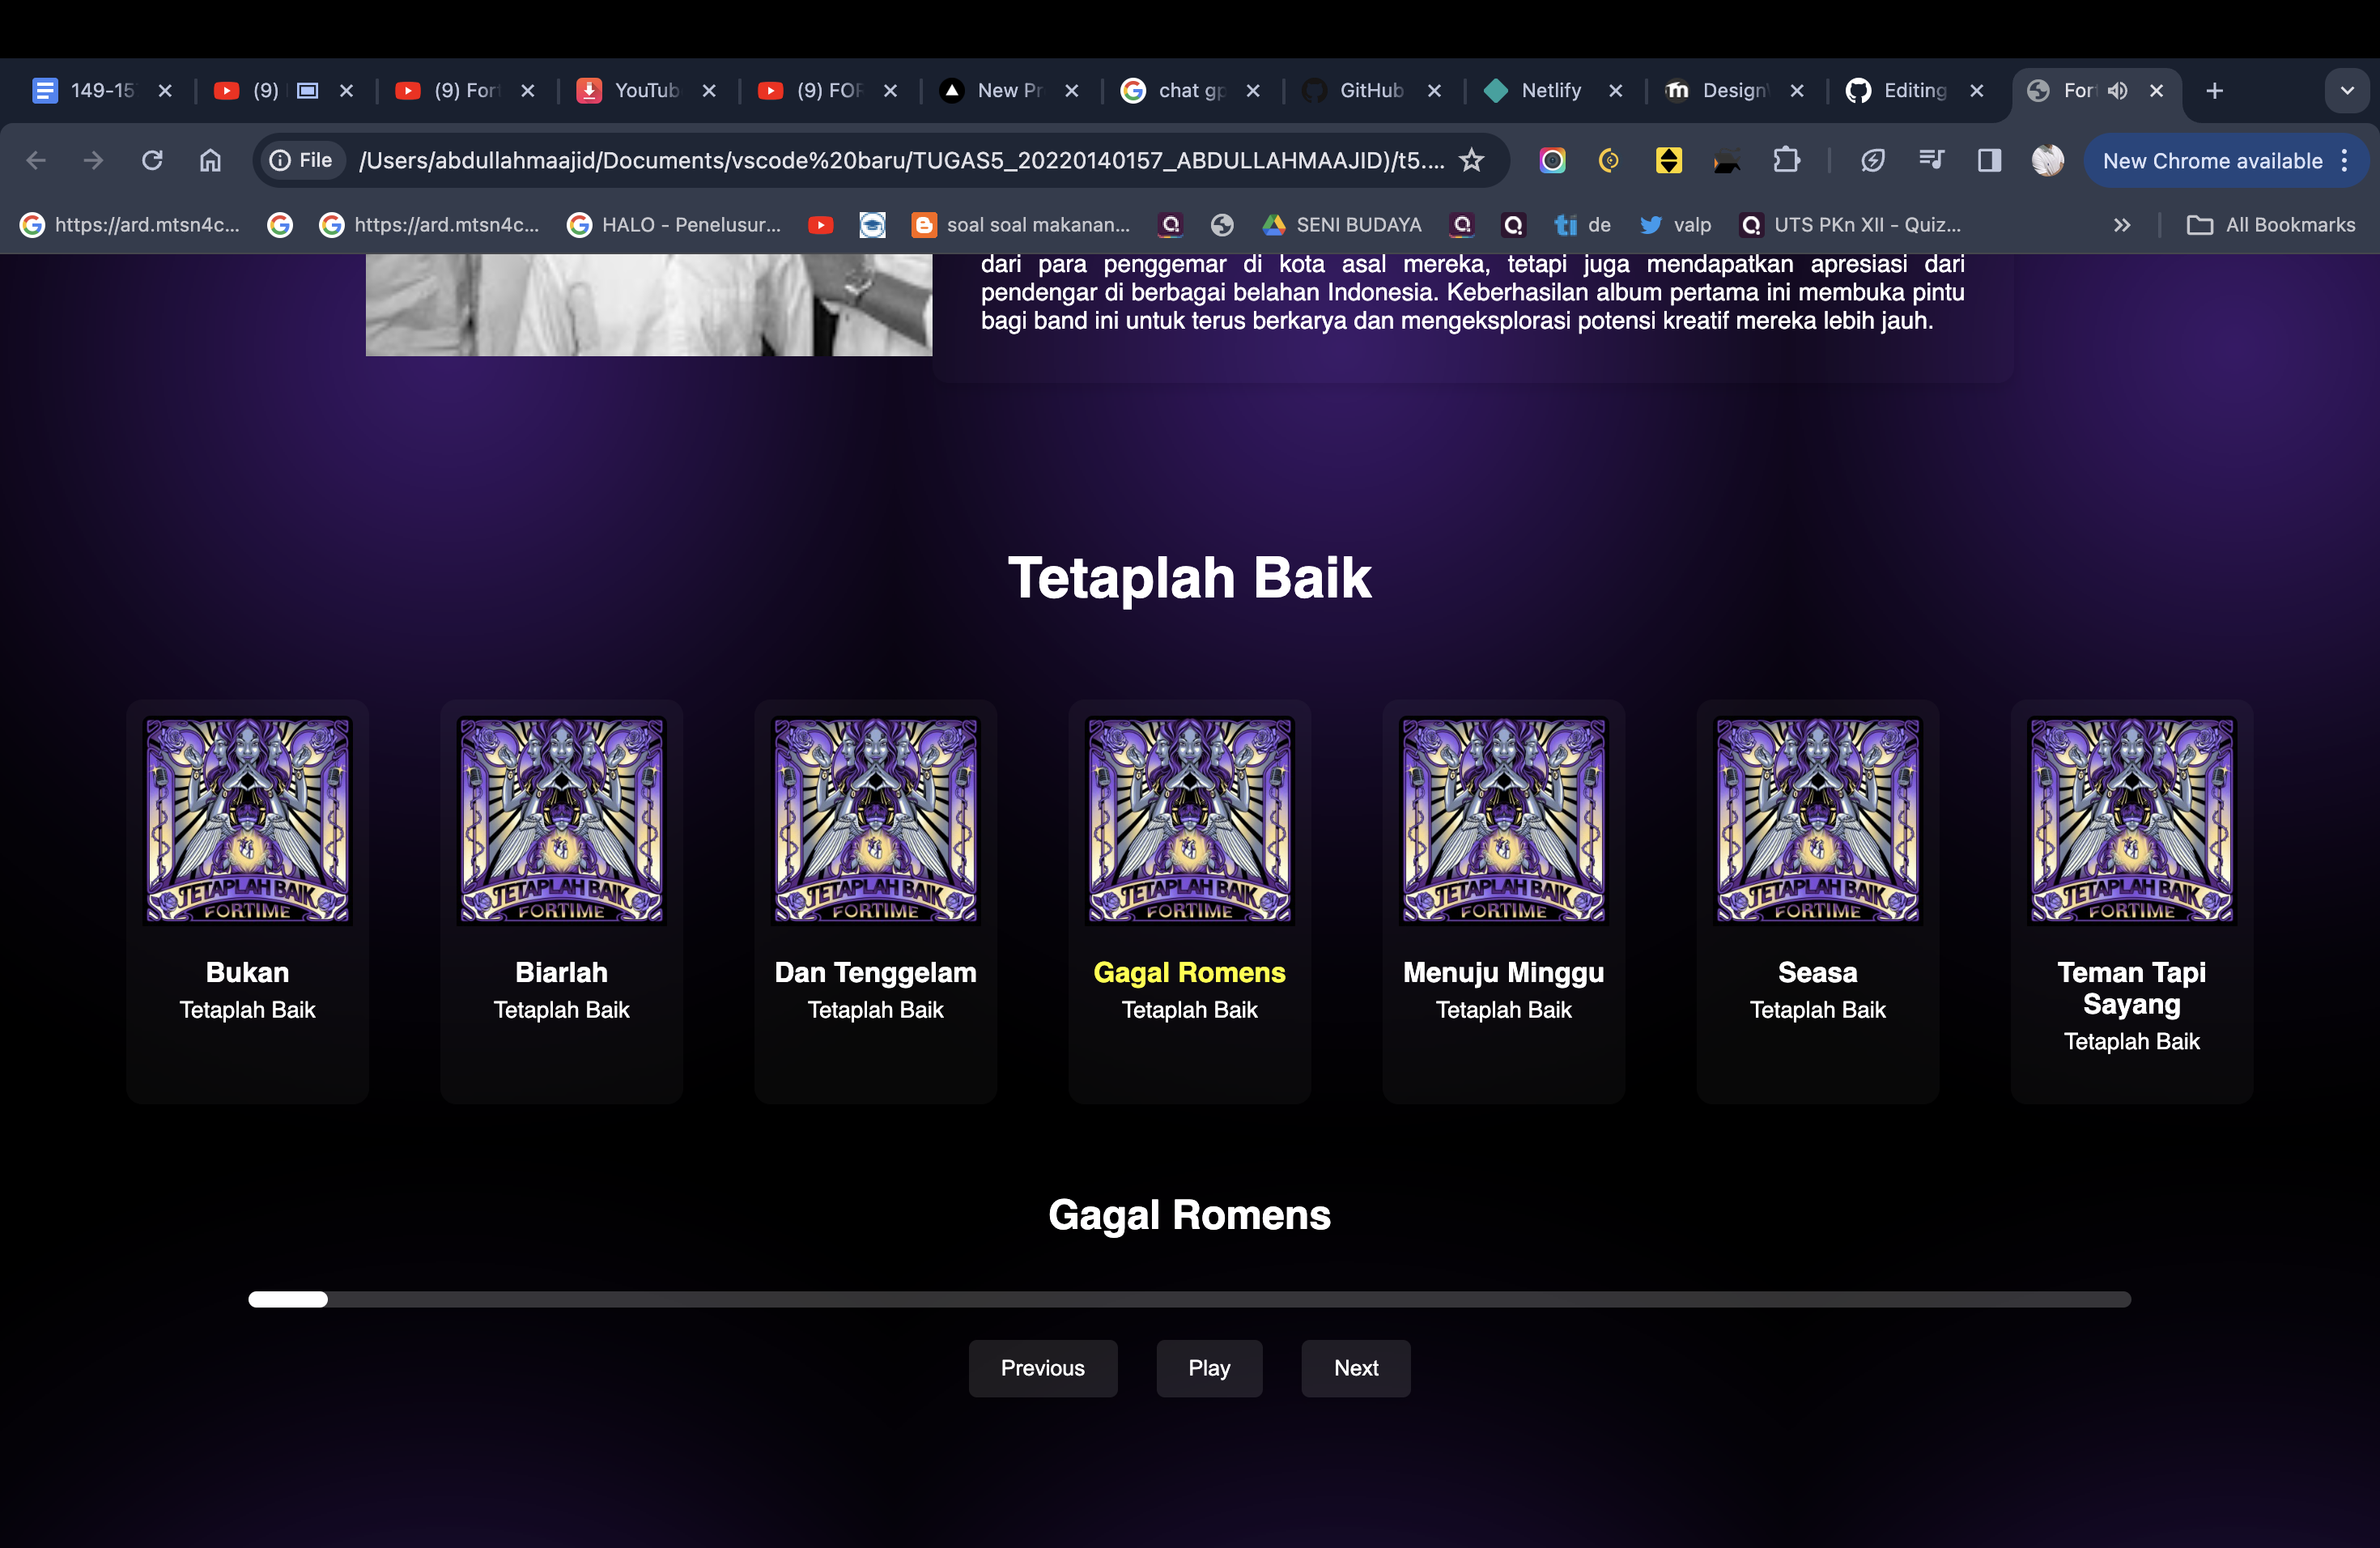 149-15
(9)
(9) For
YouTub
(9) FOF
New Pr
chat gp
GitHub
Netlify
Design
Editing
For
File
/Users/abdullahmaajid/Documents/vscode%20baru/TUGAS5_20220140157_ABDULLAHMAAJID)/t5....
New Chrome available
https://ard.mtsn4c...
https://ard.mtsn4c...
HALO - Penelusur...
soal soal makanan...
SENI BUDAYA
de
valp
UTS PKn XII - Quiz...
All Bookmarks
dari para penggemar di kota asal mereka, tetapi juga mendapatkan apresiasi dari
pendengar di berbagai belahan Indonesia. Keberhasilan album pertama ini membuka pintu
bagi band ini untuk terus berkarya dan mengeksplorasi potensi kreatif mereka lebih jauh.
Tetaplah Baik
TETAPLAH BAIK
FORTIME
Bukan
Tetaplah Baik
TETAPLAH BAIK
FORTIME
Biarlah
Tetaplah Baik
TETAPLAH BAIK
FORTIME
Dan Tenggelam
Tetaplah Baik
TETAPLAH BAIK
FORTIME
Gagal Romens
Tetaplah Baik
TETAPLAH BAIK
FORTIME
Menuju Minggu
Tetaplah Baik
TETAPLAH BAIK
FORTIME
Seasa
Tetaplah Baik
TETAPLAH BAIK
FORTIME
Teman Tapi
Sayang
Tetaplah Baik
Gagal Romens
Previous
Play
Next